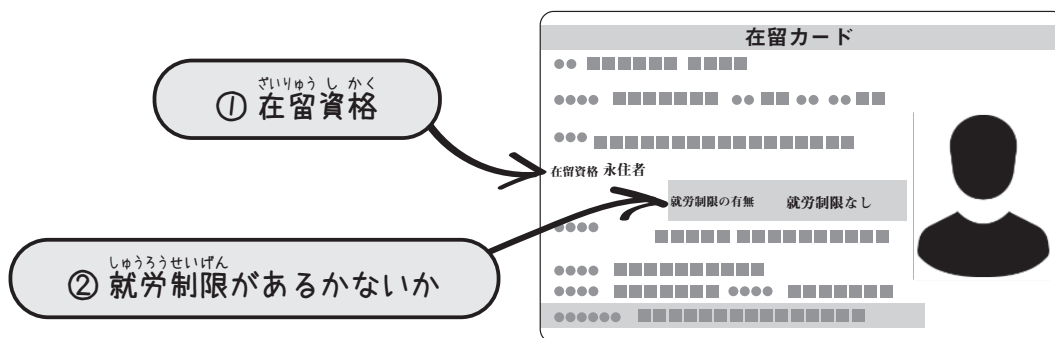 在留カード
ざいりゅうしかく
① 在留資格
在留資格 永住者
就労制限の有無 就労制限なし
しゅうろうせいげん
② 就労制限があるかないか